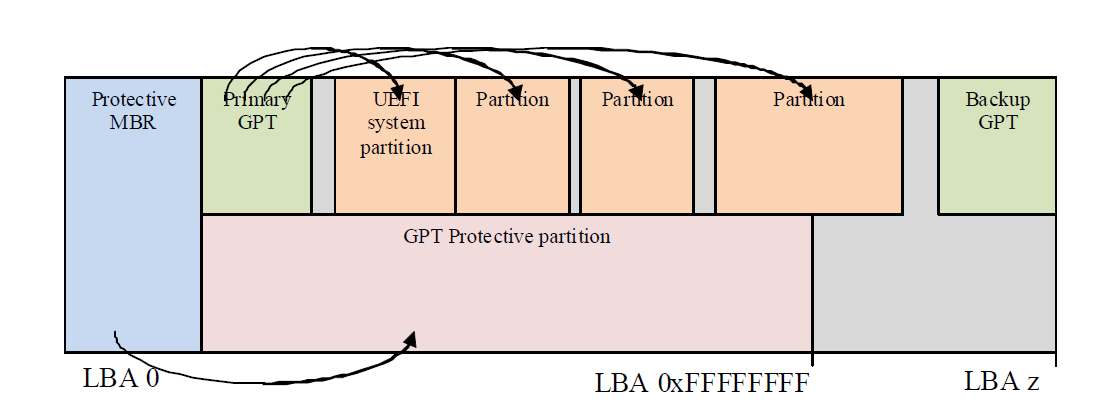 Protective
MBR
Primary
GPT
UEFI
system
partition
Partition
Partition
Partition
Backup
GPT
GPT Protective partition
LBA 0
LBA 0xFFFFFFFF
LBA z